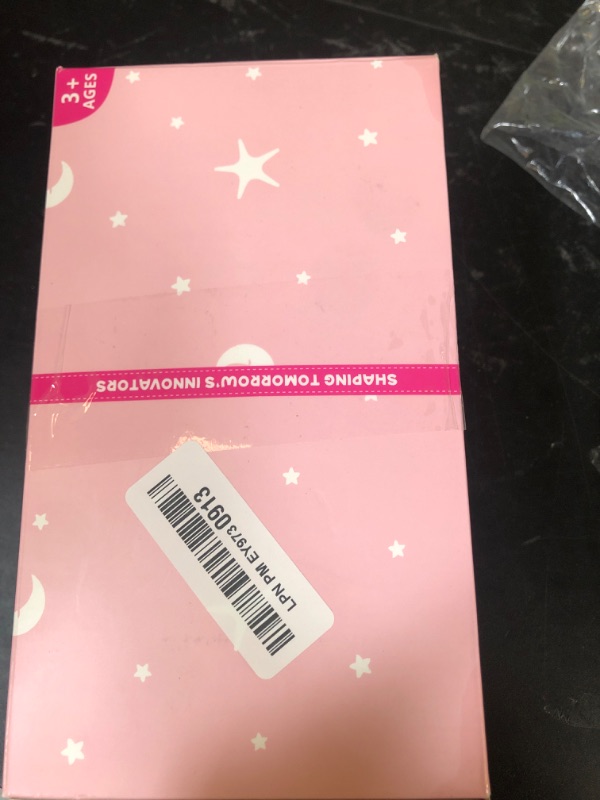 3+
AGES
SHAPING TOMORROW'S INNOVATORS
LPN PM EY9730913